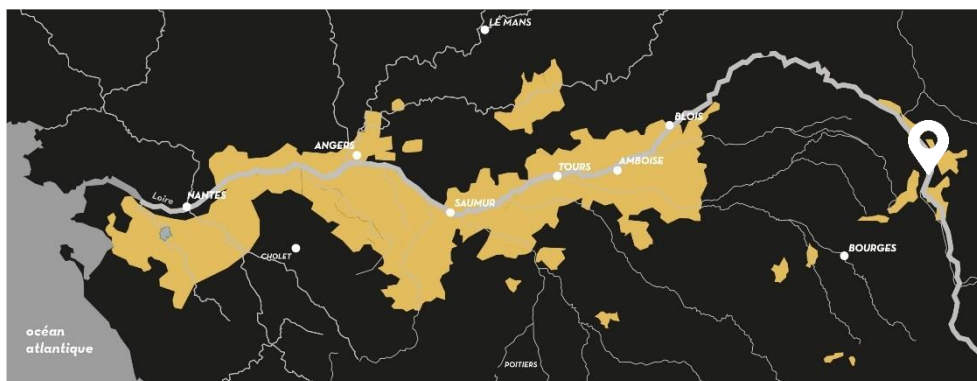 LE MANS
BLOIS
ANGERS
TOURS
AMBOISE
Loire
NANTES
SAUMUR
CHOLET
BOURGES
océan
atlantique
POITIERS